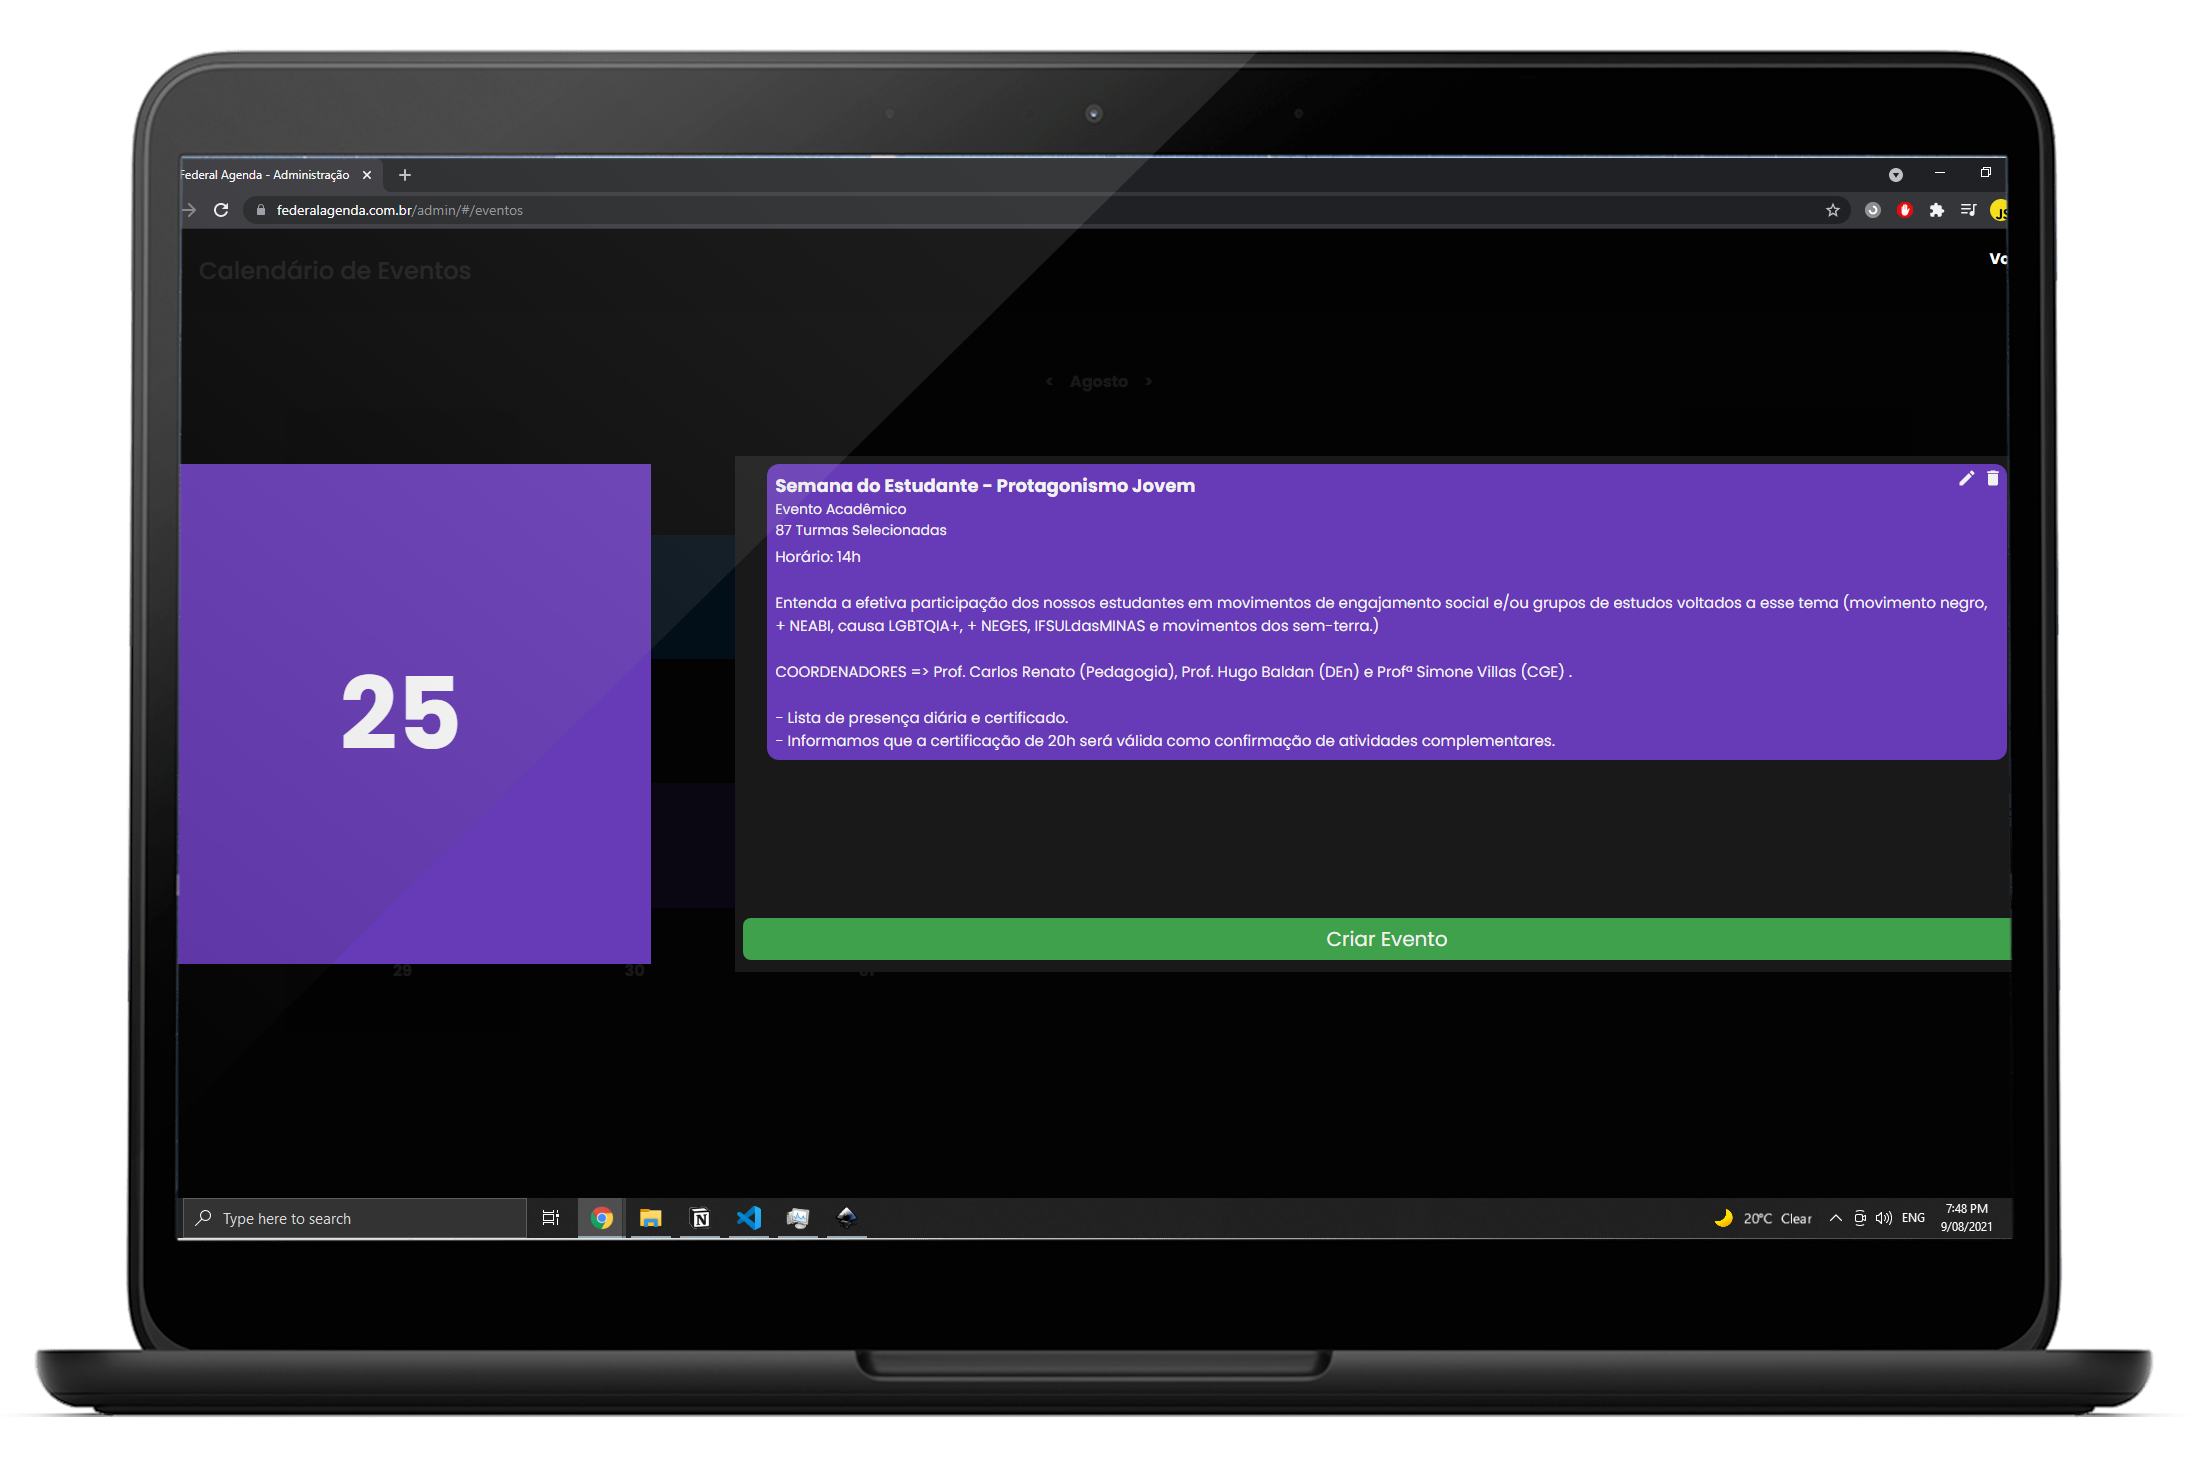 Federal Agenda - Administração
federalagenda.com.br/admin/#/eventos
Calendário de Eventos
< Agosto >
25
Semana do Estudante - Protagonismo Jovem
Evento Acadêmico
87 Turmas Selecionadas
Horário: 14h
Entenda a efetiva participação dos nossos estudantes em movimentos de engajamento social e/ou grupos de estudos voltados a esse tema (movimento negro,
+ NEABI, causa LGBTQIA+, + NEGES, IFSULdasMINAS e movimentos dos sem-terra.)
COORDENADORES => Prof. Carlos Renato (Pedagogia), Prof. Hugo Baldan (DEn) e Profª Simone Villas (CGE) .
- Lista de presença diária e certificado.
- Informamos que a certificação de 20h será válida como confirmação de atividades complementares.
Criar Evento
29 30
Type here to search
20°C Clear
ENG
7:48 PM
9/08/2021